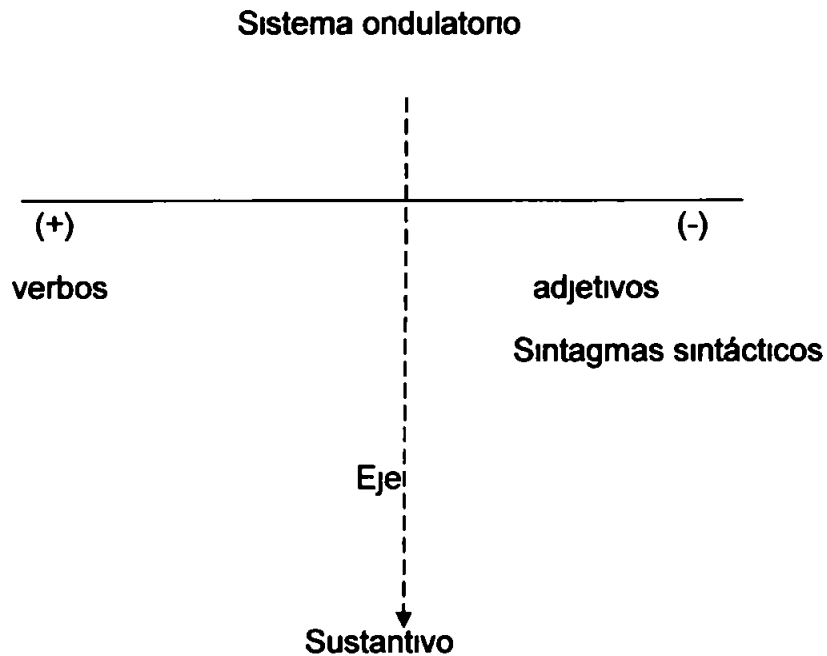 Sistema ondulatorio
(+) (-)
verbos adjetivos
Sintagmas sintácticos
Eje
Sustantivo